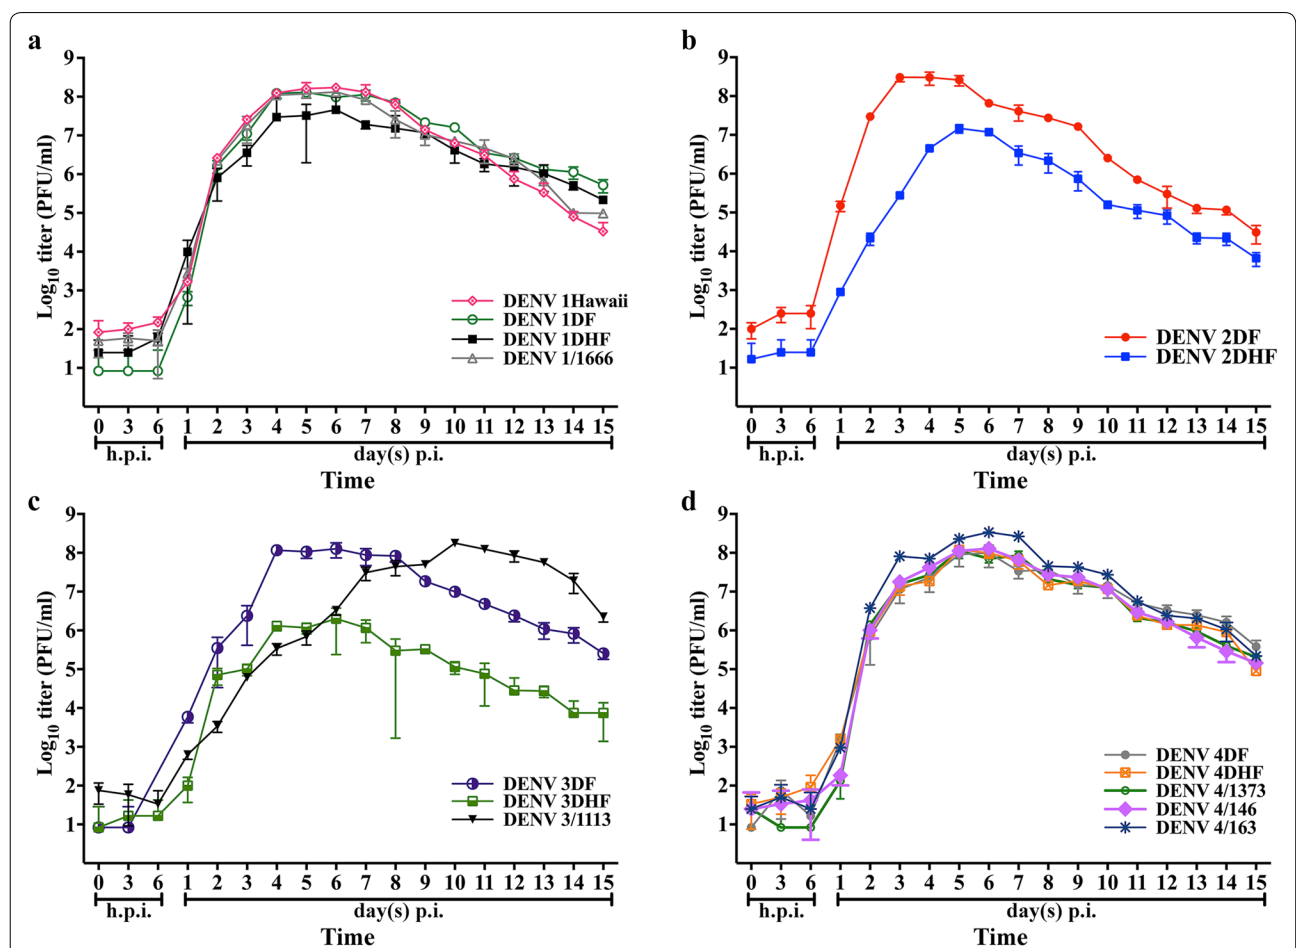 a
9
8
7
6
5
4
3
2
1
Log10 titer (PFU/ml)
DENV 1Hawaii
DENV 1DF
DENV 1DHF
DENV 1/1666
0 3 6 1 2 3 4 5 6 7 8 9 10 11 12 13 14 15
h.p.i. day(s) p.i.
Time
b
9
8
7
6
5
4
3
2
1
Log10 titer (PFU/ml)
DENV 2DF
DENV 2DHF
0 3 6 1 2 3 4 5 6 7 8 9 10 11 12 13 14 15
h.p.i. day(s) p.i.
Time
c
9
8
7
6
5
4
3
2
1
Log10 titer (PFU/ml)
DENV 3DF
DENV 3DHF
DENV 3/1113
0 3 6 1 2 3 4 5 6 7 8 9 10 11 12 13 14 15
h.p.i. day(s) p.i.
Time
d
9
8
7
6
5
4
3
2
1
Log10 titer (PFU/ml)
DENV 4DF
DENV 4DHF
DENV 4/1373
DENV 4/146
DENV 4/163
0 3 6 1 2 3 4 5 6 7 8 9 10 11 12 13 14 15
h.p.i. day(s) p.i.
Time